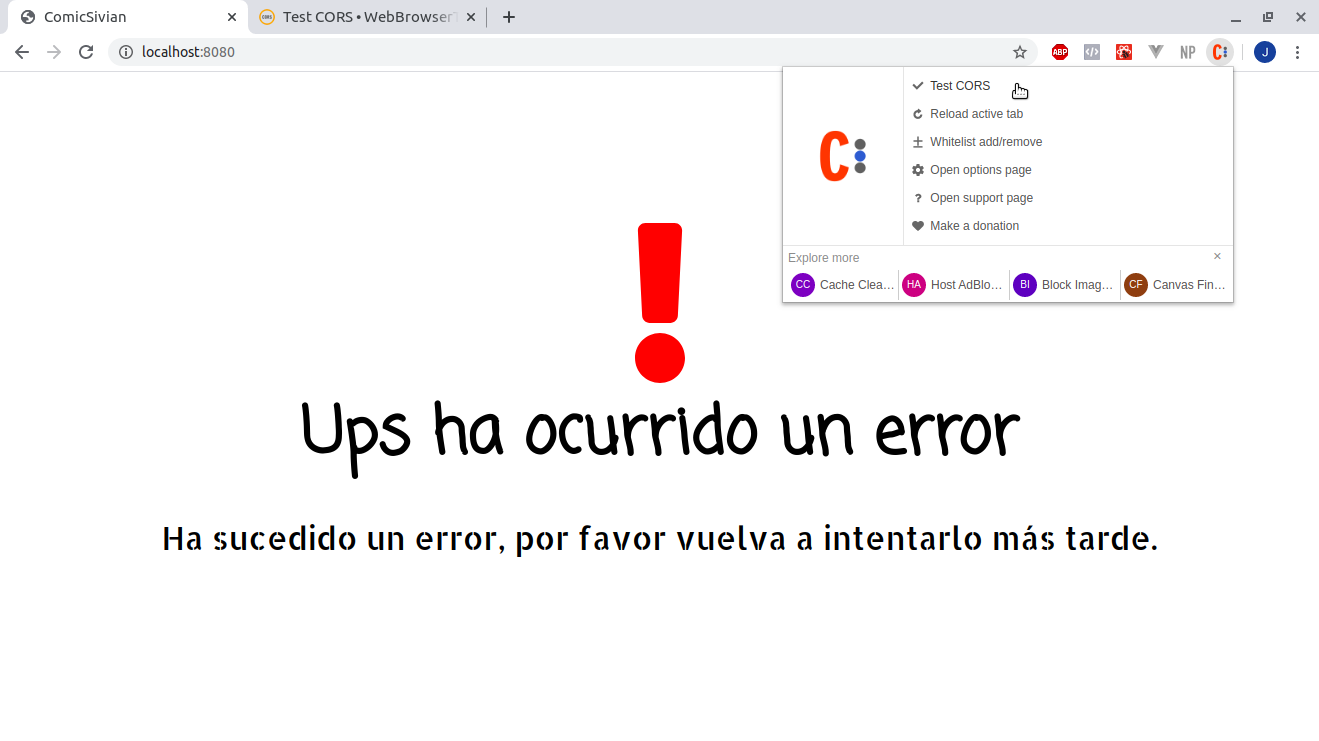 ComicSivian
Test CORS • WebBrowser
localhost:8080
ABP
NP
C:
J
Test CORS
Reload active tab
Whitelist add/remove
Open options page
Open support page
Make a donation
C:
Explore more
CC Cache Clea…
HA Host AdBlo…
BI Block Imag…
CF Canvas Fin…
Ups ha ocurrido un error
Ha sucedido un error, por favor vuelva a intentarlo más tarde.